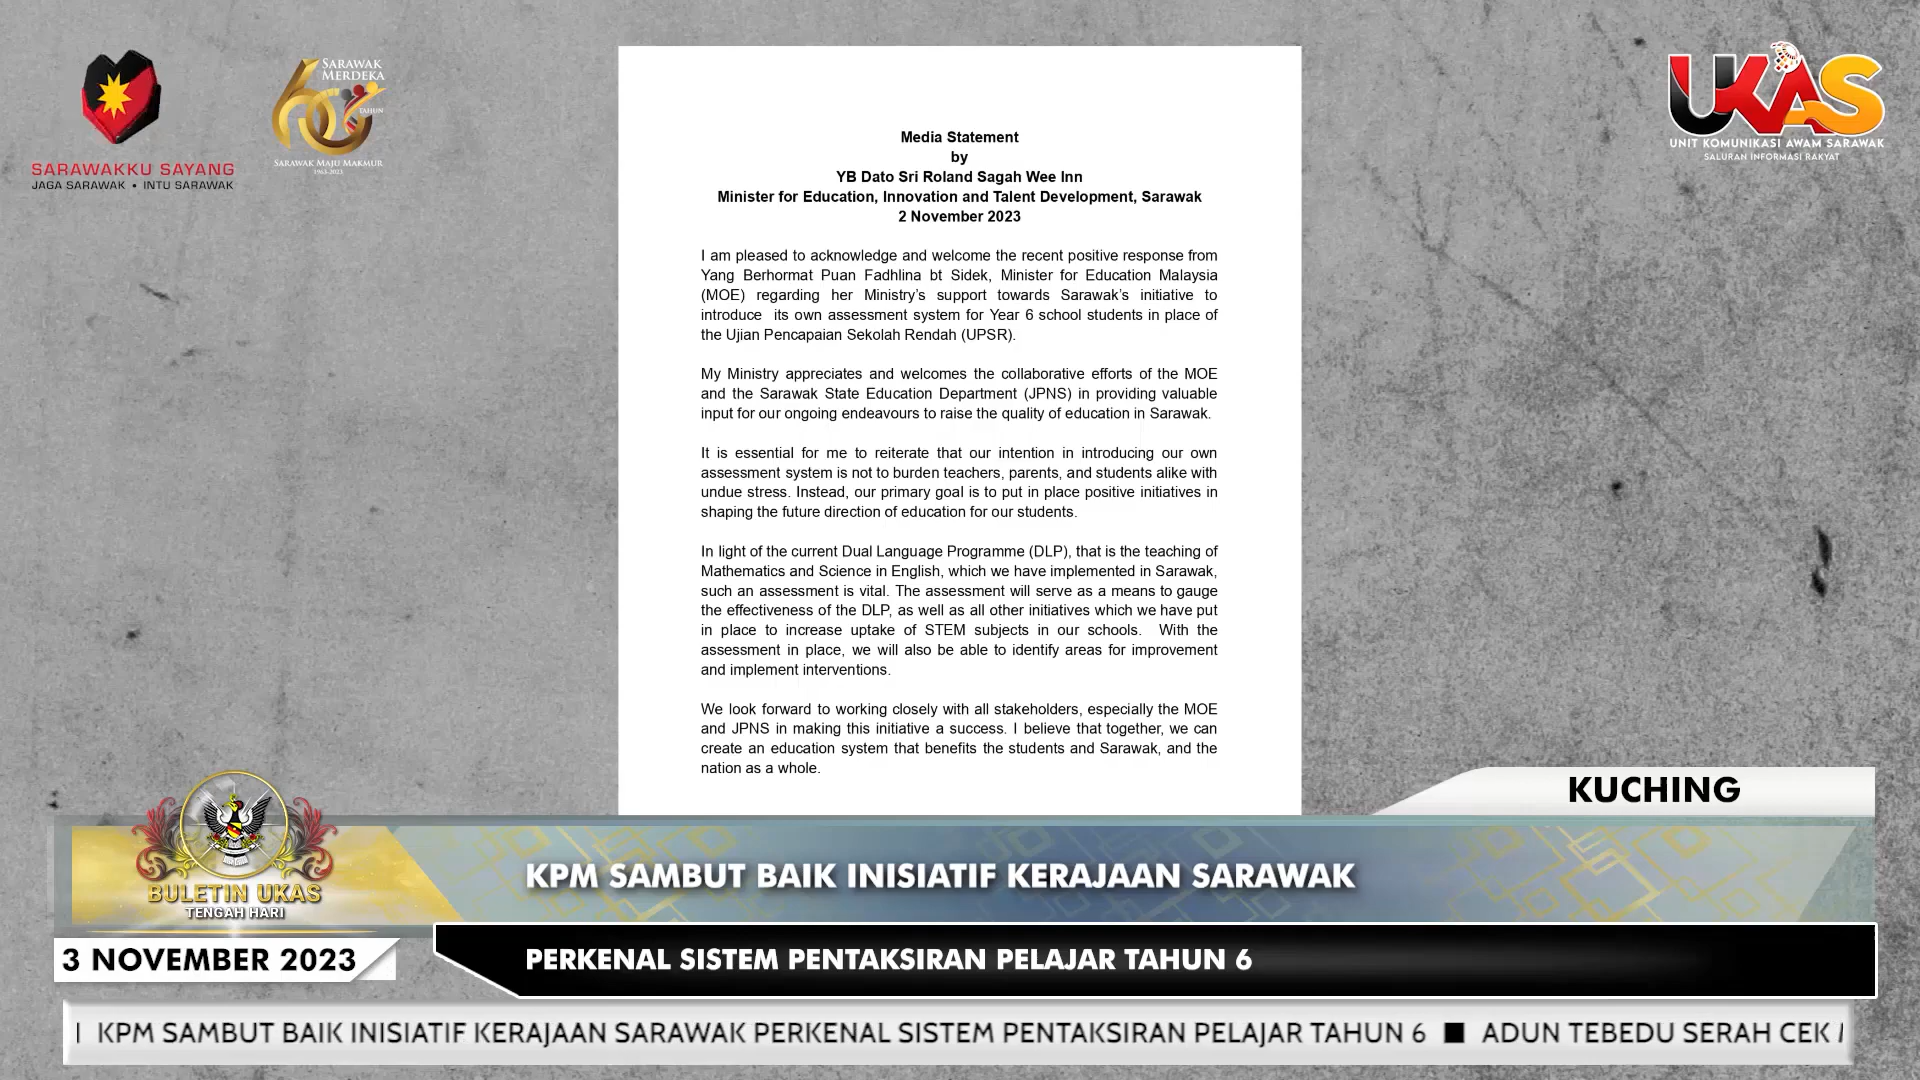 SARAWAKKU SAYANG
JAGA SARAWAK • INTU SARAWAK
SARAWAK
MERDEKA
60
TAHUN
SARAWAK MAJU MAKMUR
1963-2023
UKAS
UNIT KOMUNIKASI AWAM SARAWAK
SALURAN INFORMASI RAKYAT
Media Statement
by
YB Dato Sri Roland Sagah Wee Inn
Minister for Education, Innovation and Talent Development, Sarawak
2 November 2023
I am pleased to acknowledge and welcome the recent positive response from
Yang Berhormat Puan Fadhlina bt Sidek, Minister for Education Malaysia
(MOE) regarding her Ministry's support towards Sarawak's initiative to
introduce its own assessment system for Year 6 school students in place of
the Ujian Pencapaian Sekolah Rendah (UPSR).
My Ministry appreciates and welcomes the collaborative efforts of the MOE
and the Sarawak State Education Department (JPNS) in providing valuable
input for our ongoing endeavours to raise the quality of education in Sarawak.
It is essential for me to reiterate that our intention in introducing our own
assessment system is not to burden teachers, parents, and students alike with
undue stress. Instead, our primary goal is to put in place positive initiatives in
shaping the future direction of education for our students.
In light of the current Dual Language Programme (DLP), that is the teaching of
Mathematics and Science in English, which we have implemented in Sarawak,
such an assessment is vital. The assessment will serve as a means to gauge
the effectiveness of the DLP, as well as all other initiatives which we have put
in place to increase uptake of STEM subjects in our schools. With the
assessment in place, we will also be able to identify areas for improvement
and implement interventions.
We look forward to working closely with all stakeholders, especially the MOE
and JPNS in making this initiative a success. I believe that together, we can
create an education system that benefits the students and Sarawak, and the
nation as a whole.
KUCHING
BULETIN UKAS
TENGAH HARI
KPM SAMBUT BAIK INISIATIF KERAJAAN SARAWAK
3 NOVEMBER 2023
PERKENAL SISTEM PENTAKSIRAN PELAJAR TAHUN 6
KPM SAMBUT BAIK INISIATIF KERAJAAN SARAWAK PERKENAL SISTEM PENTAKSIRAN PELAJAR TAHUN 6 ■ ADUN TEBEDU SERAH CEK